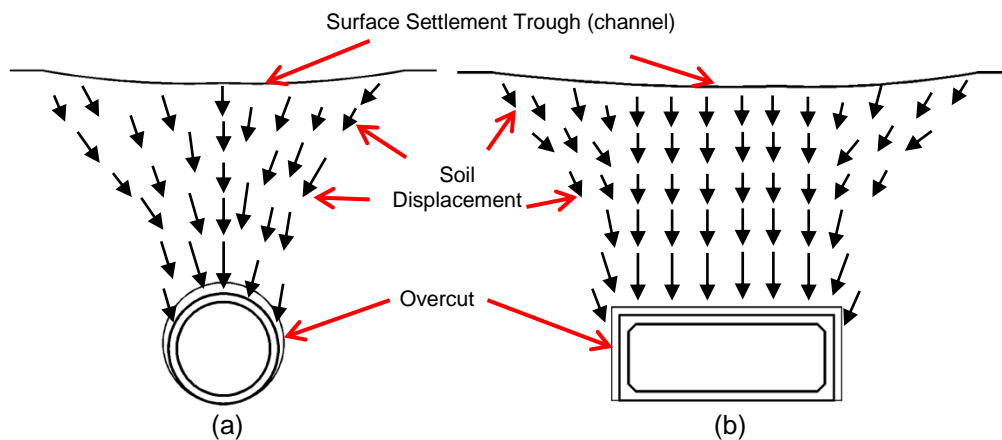 Surface Settlement Trough (channel)
Soil
Displacement
Overcut
(a)
(b)